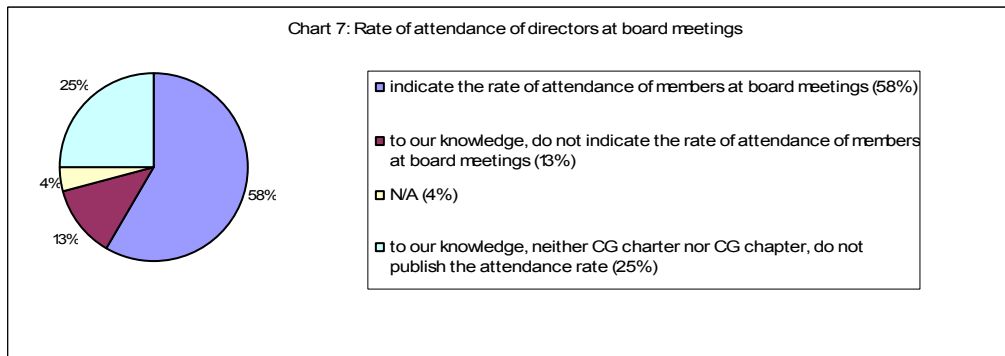 Chart 7: Rate of attendance of directors at board meetings
25%
4%
13%
58%
indicate the rate of attendance of members at board meetings (58%)
to our knowledge, do not indicate the rate of attendance of members
at board meetings (13%)
N/A (4%)
to our knowledge, neither CG charter nor CG chapter, do not
publish the attendance rate (25%)